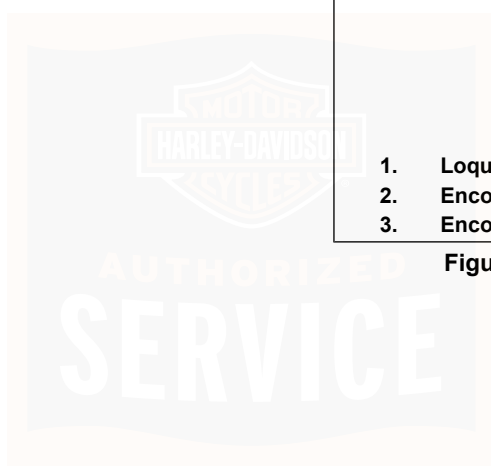 MOTOR
HARLEY-DAVIDSON
CYCLES
AUTHORIZED
SERVICE
1. Loqu
2. Enco
3. Enco
Figu